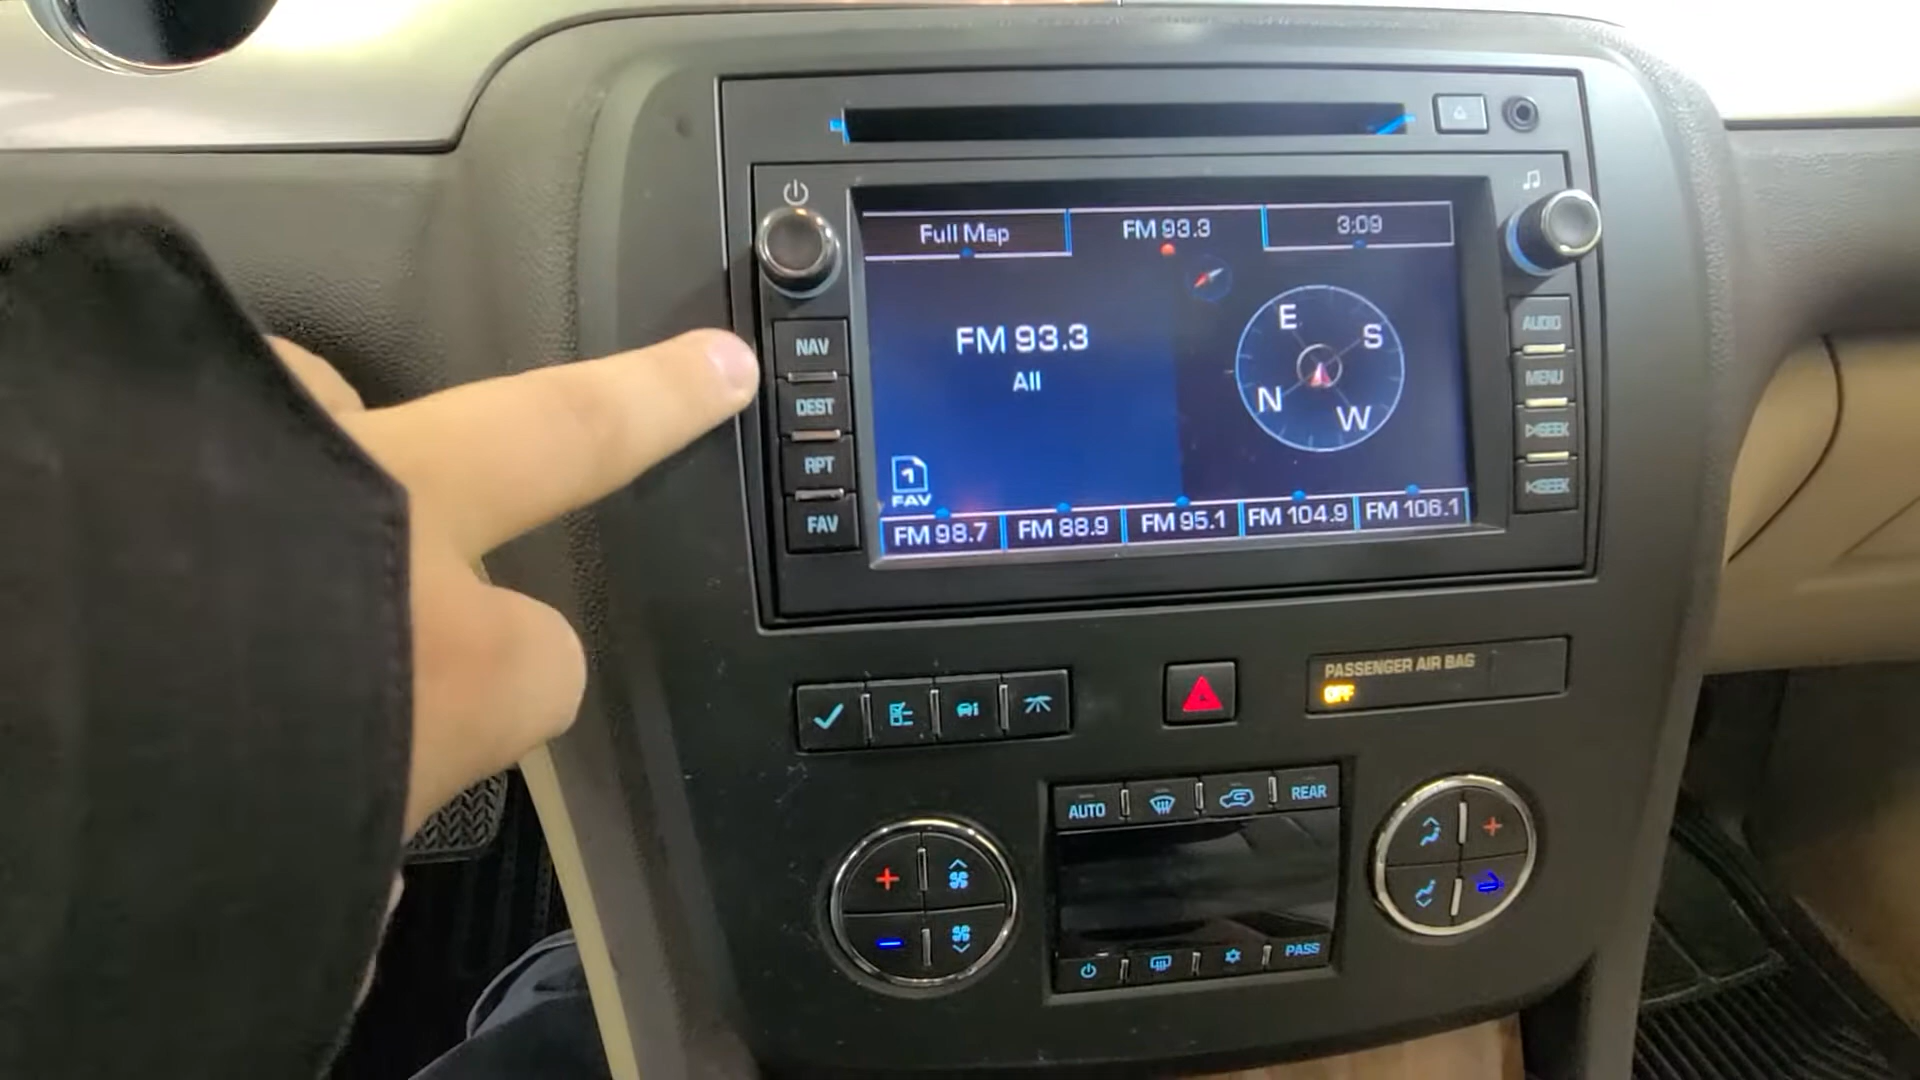 Full Map
FM 93.3
3:09
FM 93.3
All
E
S
N
W
1
FAV
FM 98.7
FM 88.9
FM 95.1
FM 104.9
FM 106.1
NAV
DEST
RPT
FAV
AUDIO
MENU
SEEK
SEEK
PASSENGER AIR BAG
OFF
AUTO
REAR
PASS